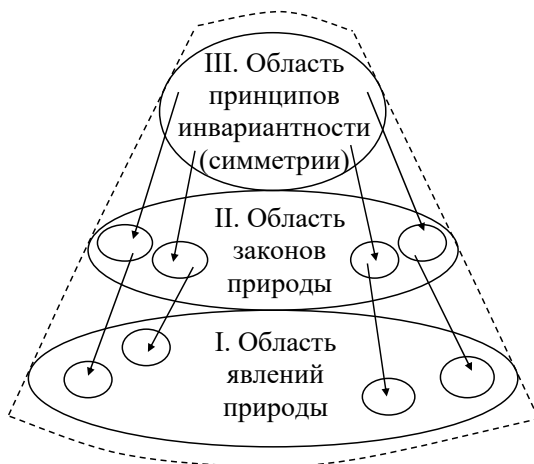 III. Область
принципов
инвариантности
(симметрии)
II. Область
законов
природы
I. Область
явлений
природы